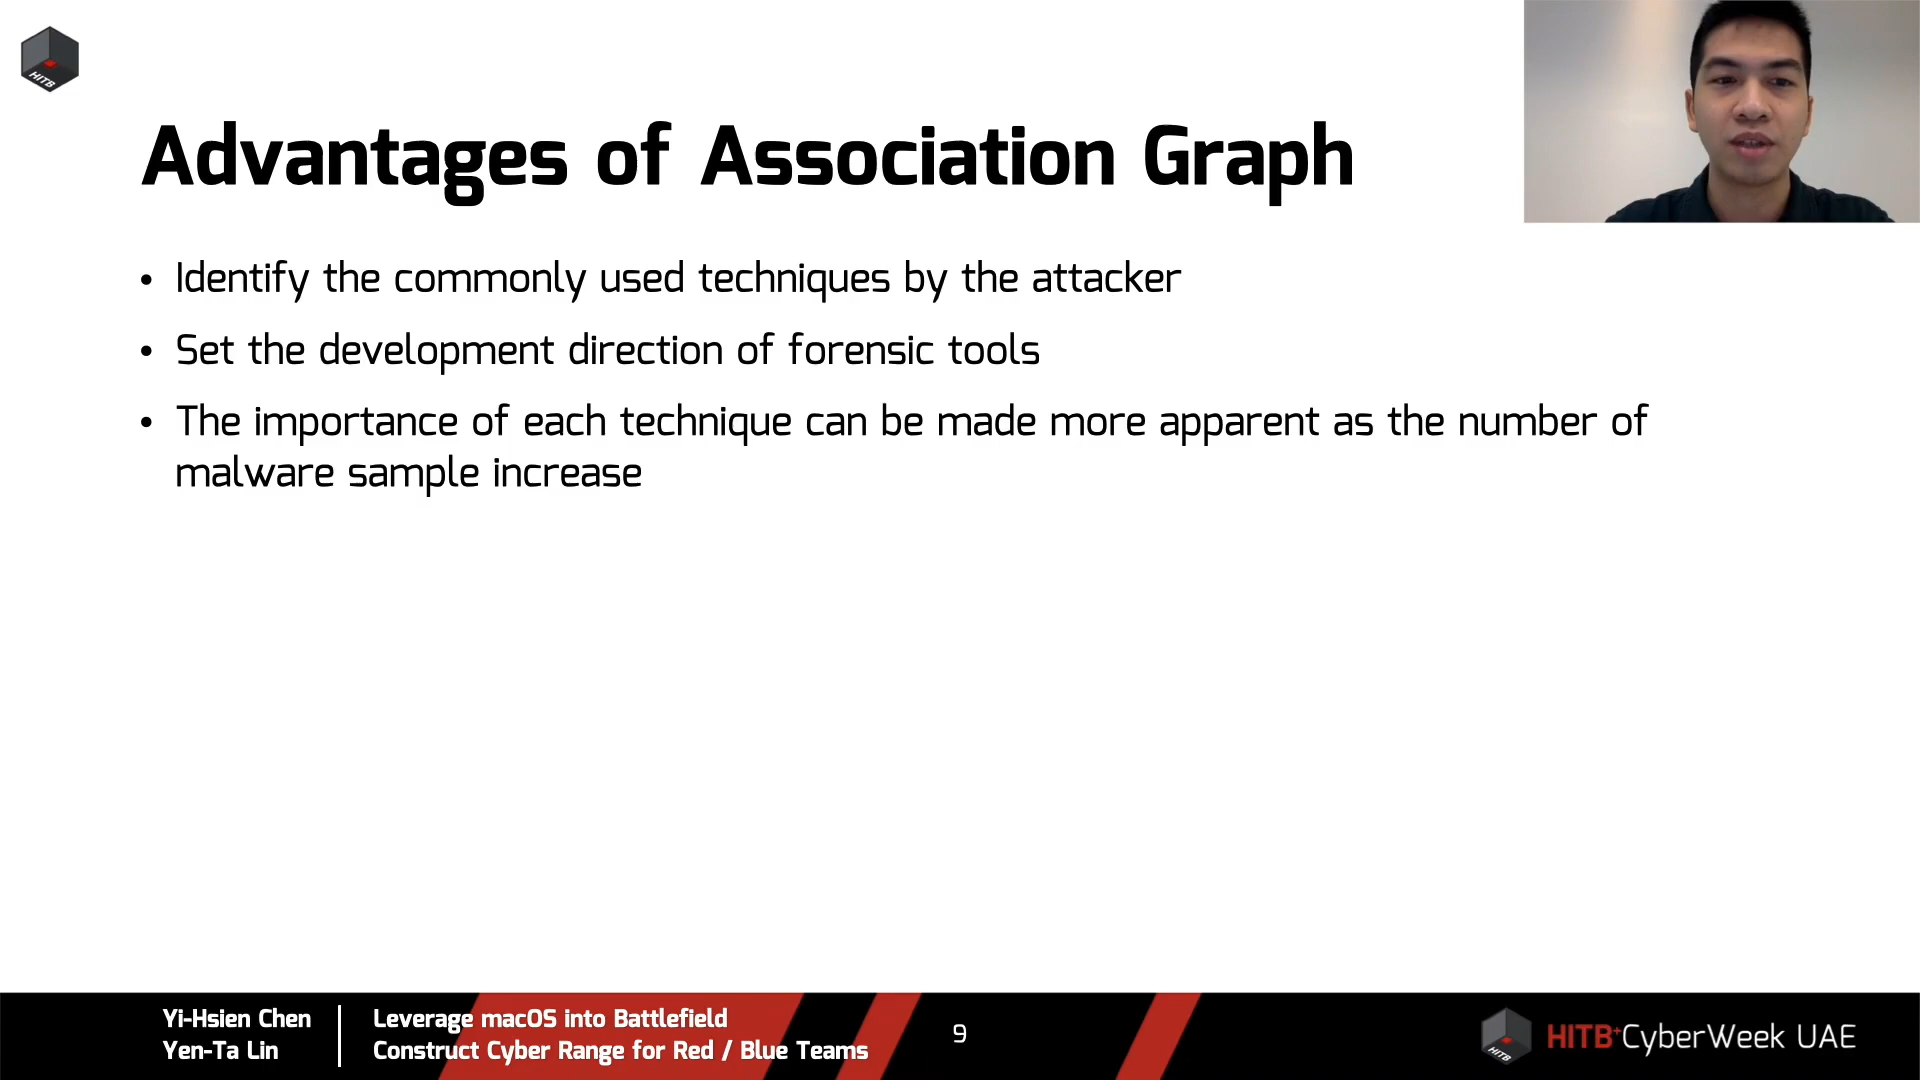 HITB
Advantages of Association Graph
• Identify the commonly used techniques by the attacker
• Set the development direction of forensic tools
• The importance of each technique can be made more apparent as the number of
malware sample increase
Yi-Hsien Chen
Yen-Ta Lin
Leverage macOS into Battlefield
Construct Cyber Range for Red / Blue Teams
9
HITB
HITB+CyberWeek UAE